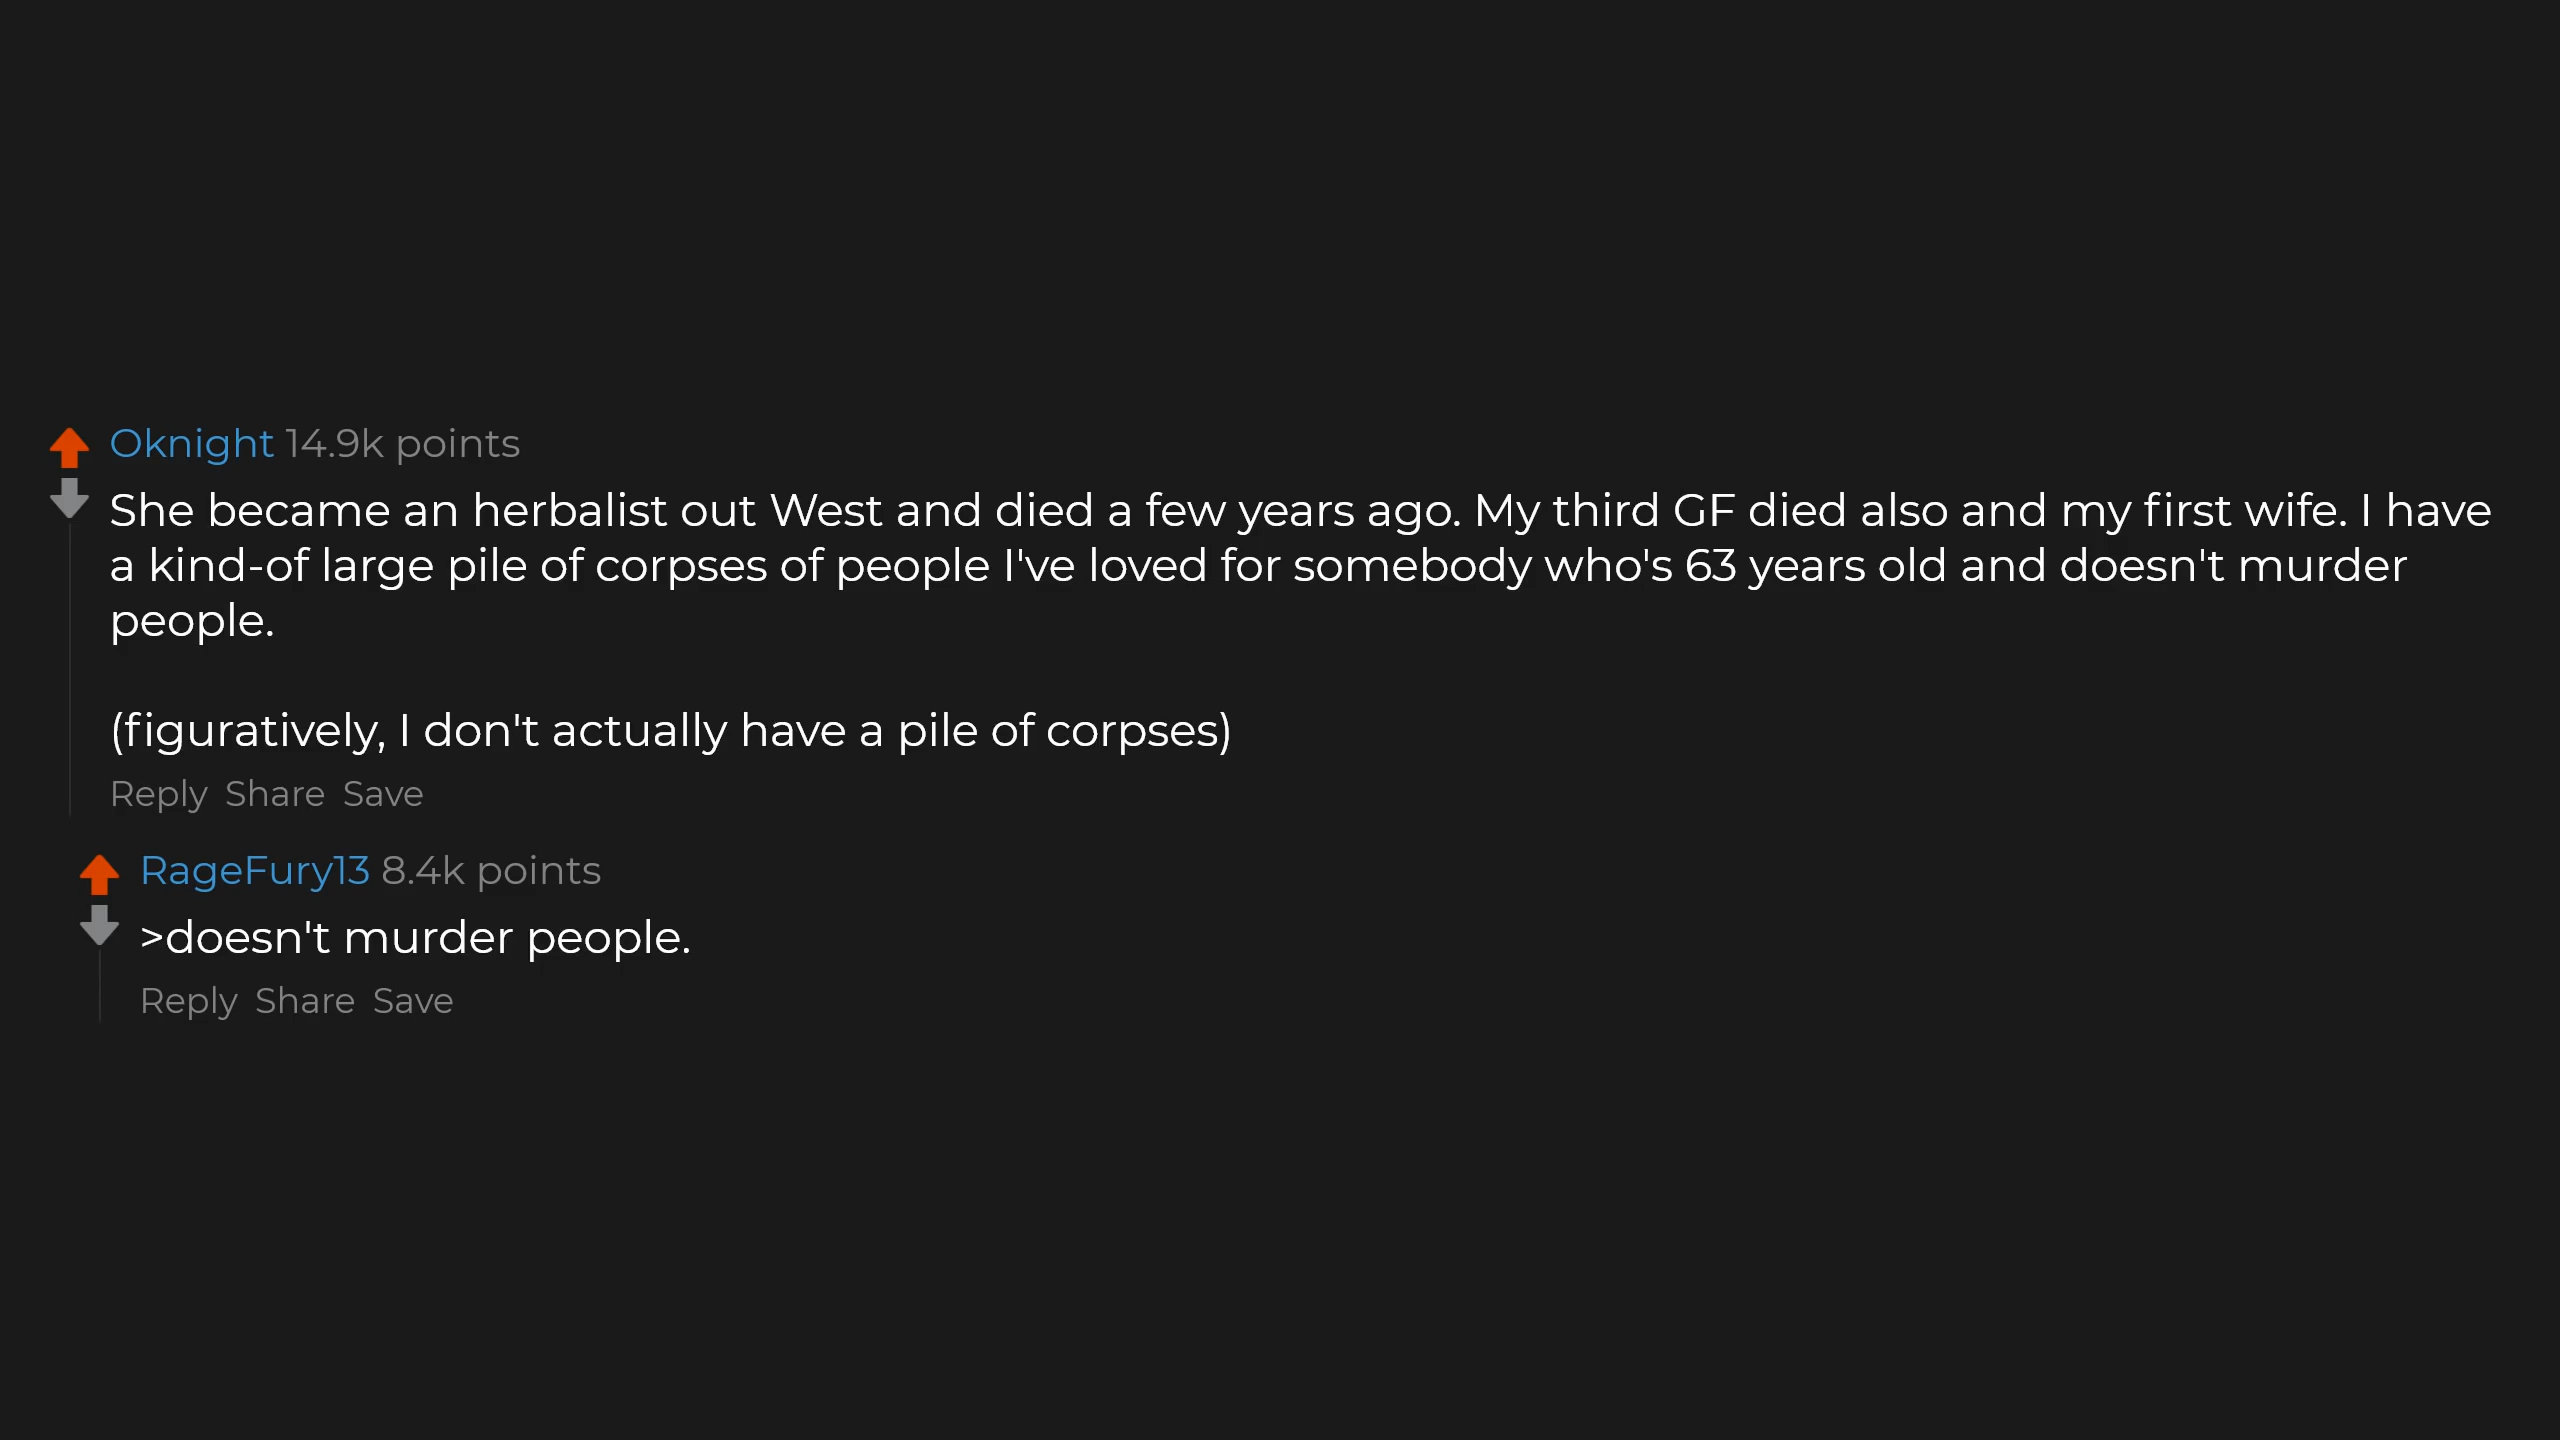 Oknight 14.9k points
She became an herbalist out West and died a few years ago. My third GF died also and my first wife. I have
a kind-of large pile of corpses of people I've loved for somebody who's 63 years old and doesn't murder
people.
(figuratively, I don't actually have a pile of corpses)
Reply Share Save
RageFury13 8.4k points
>doesn't murder people.
Reply Share Save